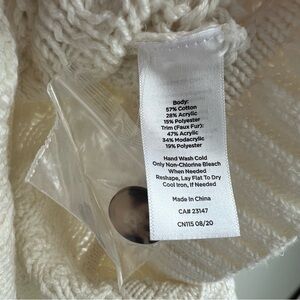 Body:
57% Cotton
28% Acrylic
15% Polyester
Trim (Faux Fur):
47% Acrylic
34% Modacrylic
19% Polyester
Hand Wash Cold
Only Non-Chlorine Bleach
When Needed
Reshape, Lay Flat To Dry
Cool Iron, If Needed
Made In China
CA# 23147
CN115 08/20